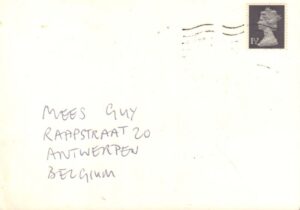 MEES GUY
RAAPSTRAAT 20
ANTWERPEN
BELGIUM